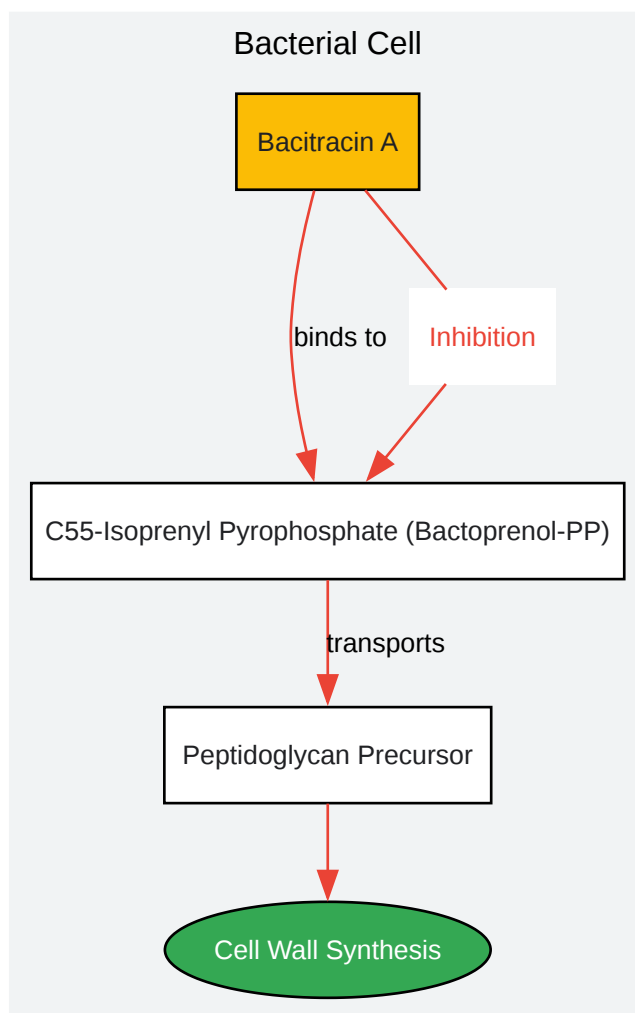 Bacterial Cell
Bacitracin A
binds to
Inhibition
C55-Isoprenyl Pyrophosphate (Bactoprenol-PP)
transports
Peptidoglycan Precursor
Cell Wall Synthesis